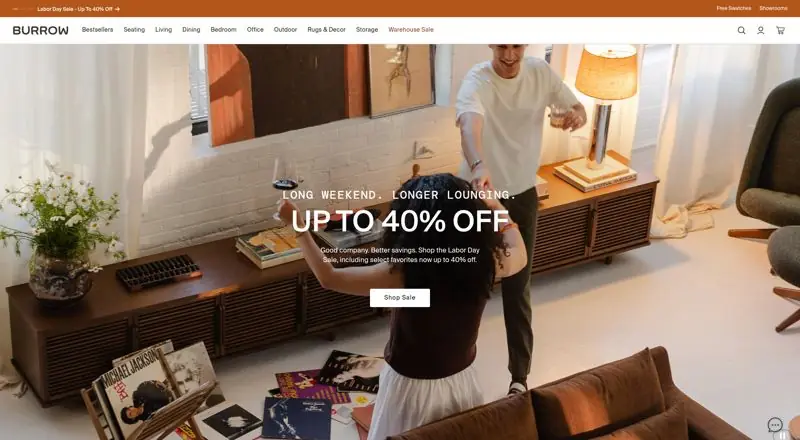 Labor Day Sale - Up To 40% Off →
Free Swatches
Showrooms
BURROW
Bestsellers
Seating
Living
Dining
Bedroom
Office
Outdoor
Rugs & Decor
Storage
Warehouse Sale
LONG WEEKEND. LONGER LOUNGING.
UP TO 40% OFF
Good company. Better savings. Shop the Labor Day
Sale, including select favorites now up to 40% off.
Shop Sale
MICHAEL JACKSON